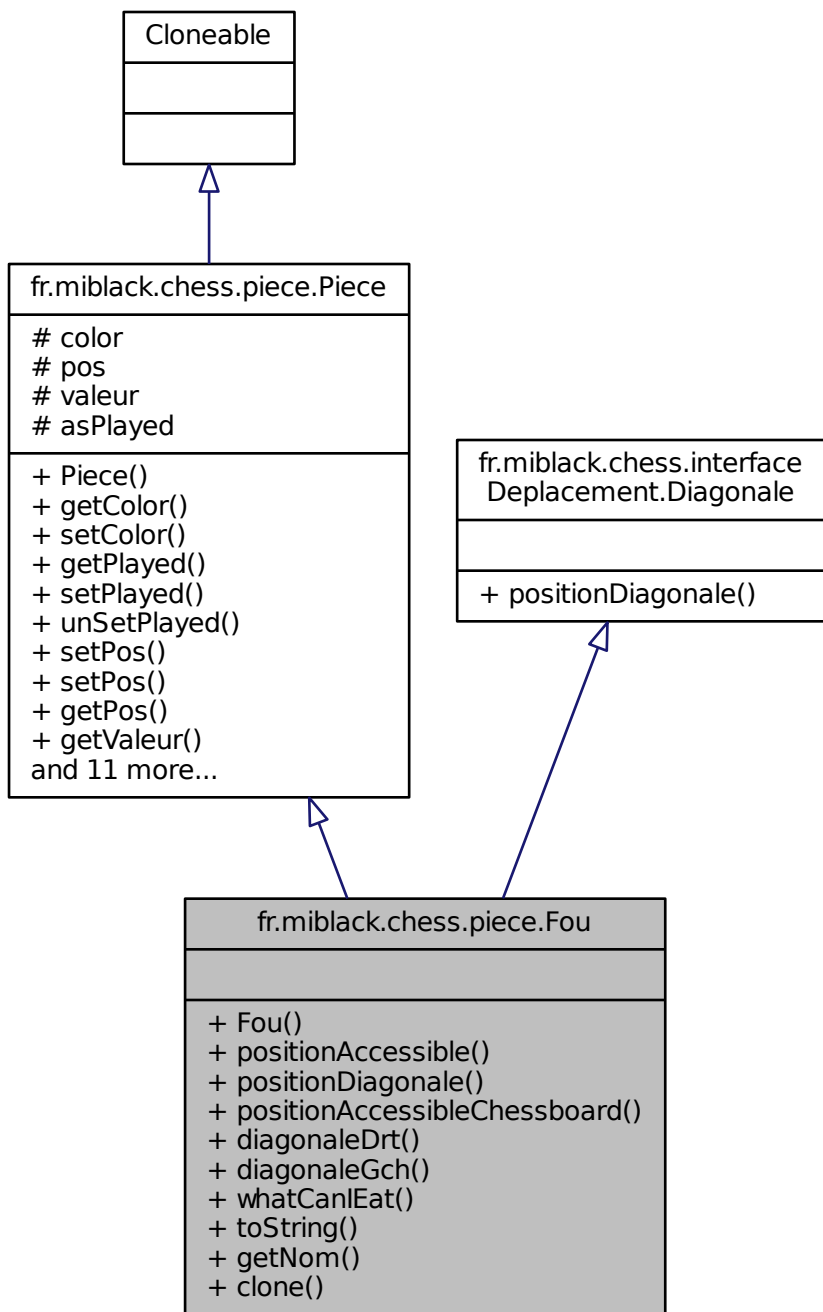 Cloneable
fr.miblack.chess.piece.Piece
# color
# pos
# valeur
# asPlayed
+ Piece()
+ getColor()
+ setColor()
+ getPlayed()
+ setPlayed()
+ unSetPlayed()
+ setPos()
+ setPos()
+ getPos()
+ getValeur()
and 11 more...
fr.miblack.chess.interface
Deplacement.Diagonale
+ positionDiagonale()
fr.miblack.chess.piece.Fou
+ Fou()
+ positionAccessible()
+ positionDiagonale()
+ positionAccessibleChessboard()
+ diagonaleDrt()
+ diagonaleGch()
+ whatCanIEat()
+ toString()
+ getNom()
+ clone()